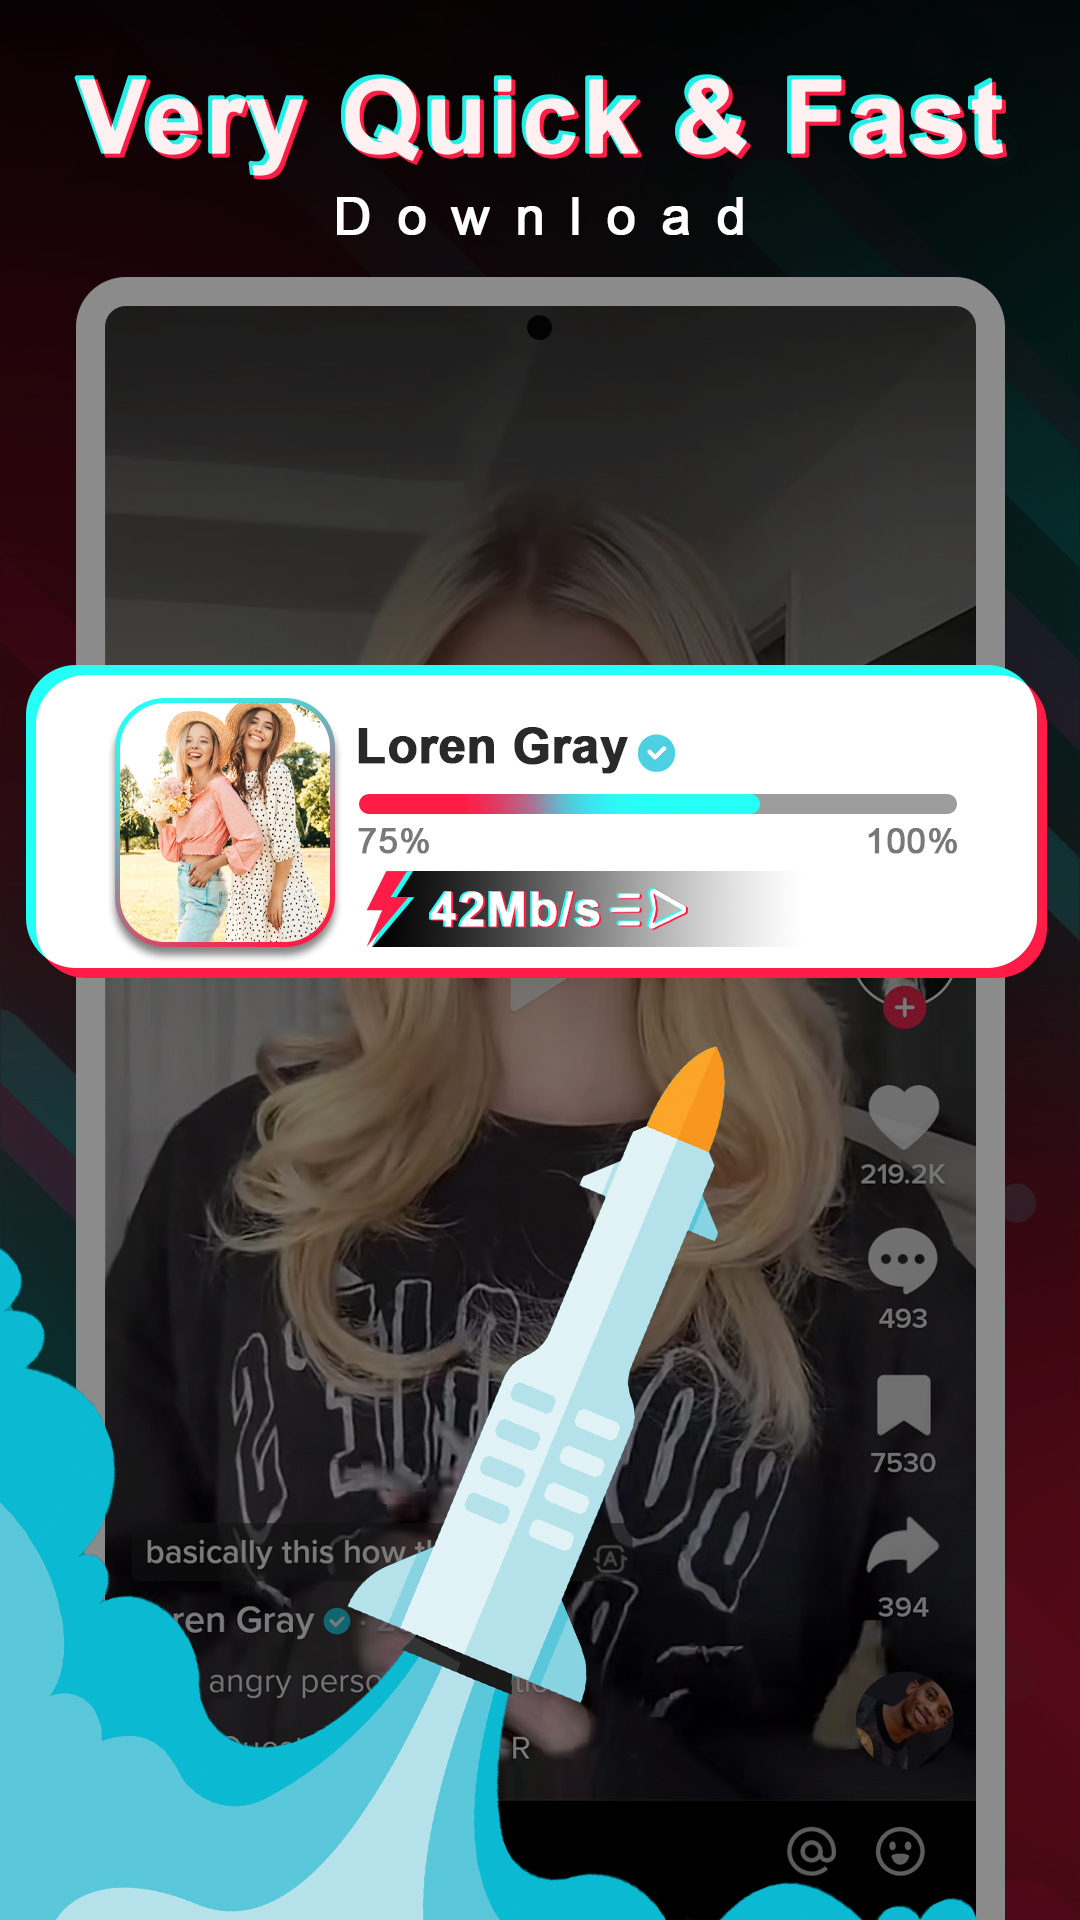 Very Quick & Fast
Download
Loren Gray
75% 100%
42Mb/s
219.2K
493
7530
basically this how
394
ren Gray
angry perso
R